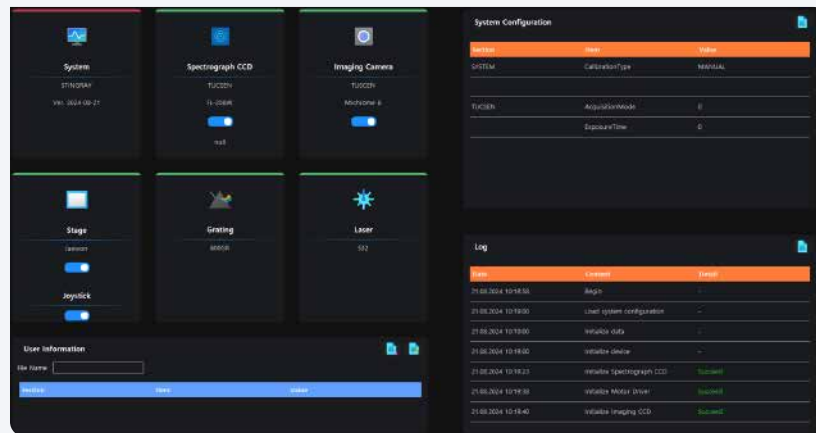 System
STINGRAY
Ver. 2024-08-21
Spectrograph CCD
TUCSEN
null
Imaging Camera
TUCSEN
Stage
Joystick
Grating
Laser
532
User Information
File Name
Section Item Value
System Configuration
Section Item Value
SYSTEM CalibrationType MANUAL
TUCSEN AcquisitionMode 0
ExposureTime 0
Log
Date Content Result
21.08.2024 10:18:58 Begin -
21.08.2024 10:19:00 Load system configuration -
21.08.2024 10:19:00 Initialize data -
21.08.2024 10:19:00 Initialize device -
21.08.2024 10:19:23 Initialize Spectrograph CCD Succeed
21.08.2024 10:19:38 Initialize Motor Driver Succeed
21.08.2024 10:19:40 Initialize Imaging CCD Succeed